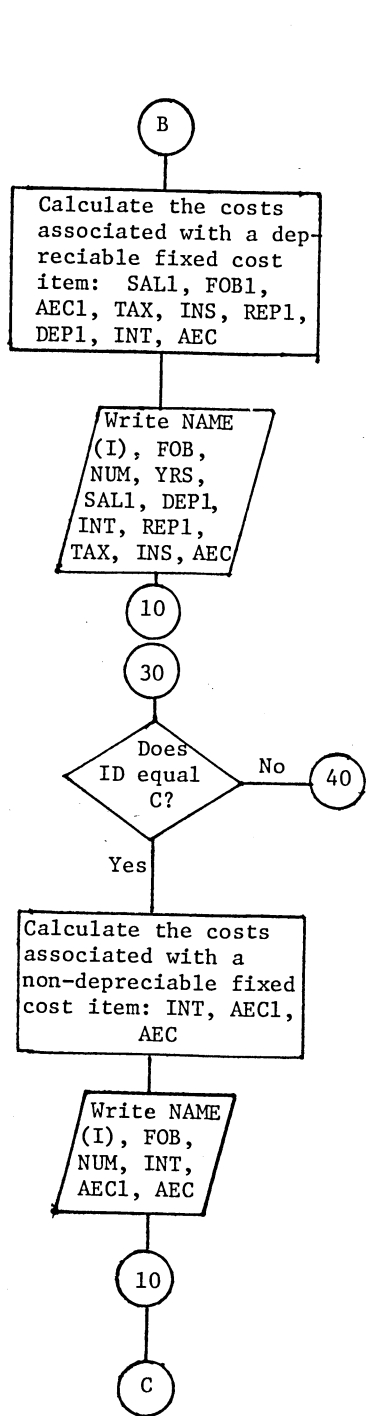 B
Calculate the costs
associated with a dep-
reciable fixed cost
item: SAL1, FOB1,
AEC1, TAX, INS, REP1,
DEP1, INT, AEC
Write NAME
(I), FOB,
NUM, YRS,
SAL1, DEP1,
INT, REP1,
TAX, INS, AEC
10
30
Does
ID equal
C?
No
40
Yes
Calculate the costs
associated with a
non-depreciable fixed
cost item: INT, AEC1,
AEC
Write NAME
(I), FOB,
NUM, INT,
AEC1, AEC
10
C